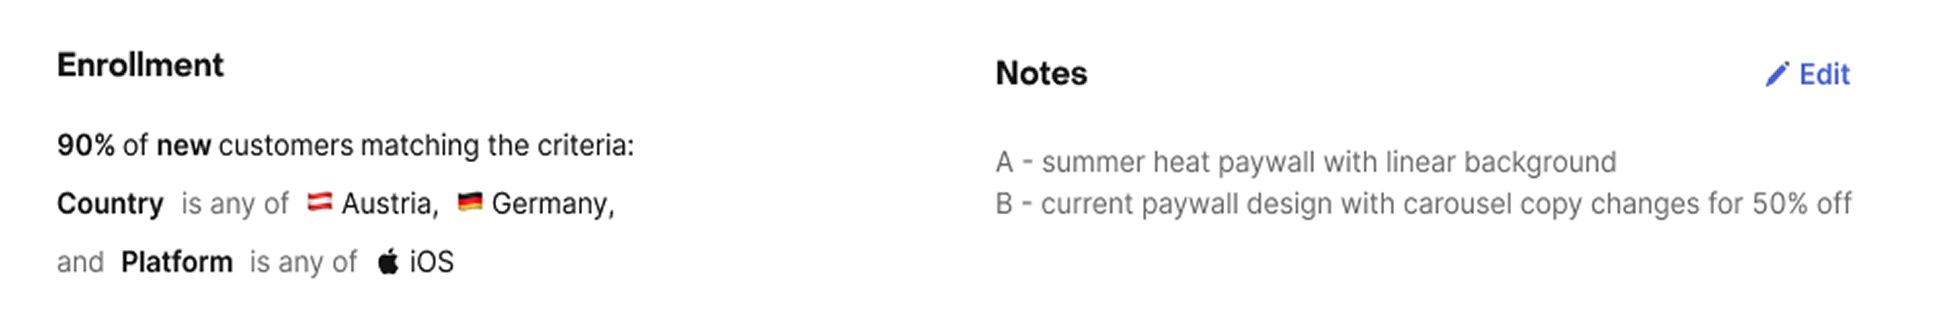 Enrollment
90% of new customers matching the criteria:
Country is any of Austria, Germany,
and Platform is any of iOS
Notes
Edit
A - summer heat paywall with linear background
B - current paywall design with carousel copy changes for 50% off